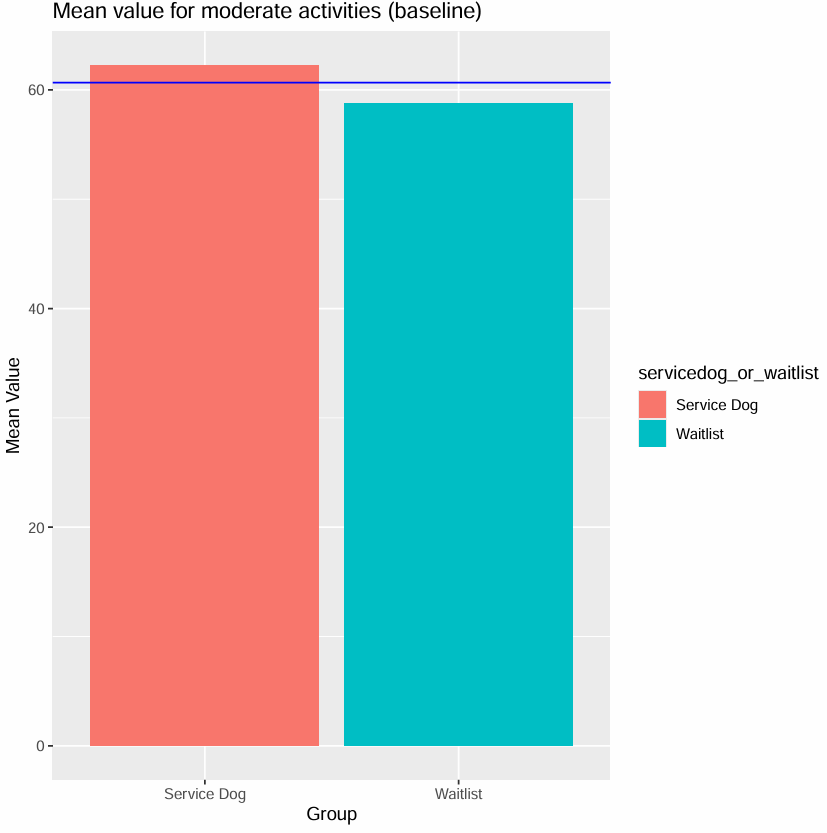 Mean value for moderate activities (baseline)
60
40
20
0
Mean Value
Service Dog
Waitlist
Group
servicedog_or_waitlist
Service Dog
Waitlist